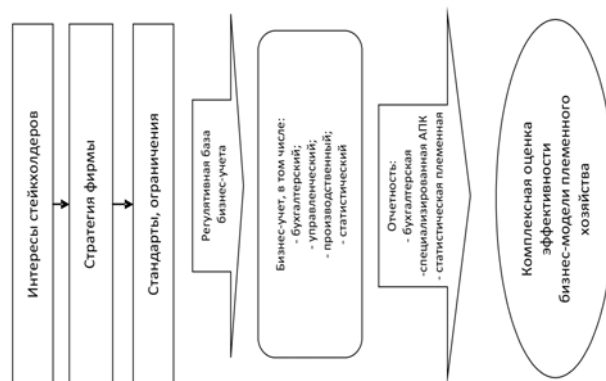 Интересы стейкхолдеров
Стратегия фирмы
Стандарты, ограничения
Регулятивная база
бизнес-учета
Бизнес-учет, в том числе:
- бухгалтерский;
- управленческий;
- производственный;
- статистический
Отчетность:
- бухгалтерская
-специализированная АПК
- статистическая племенная
Комплексная оценка
эффективности
бизнес-модели племенного
хозяйства